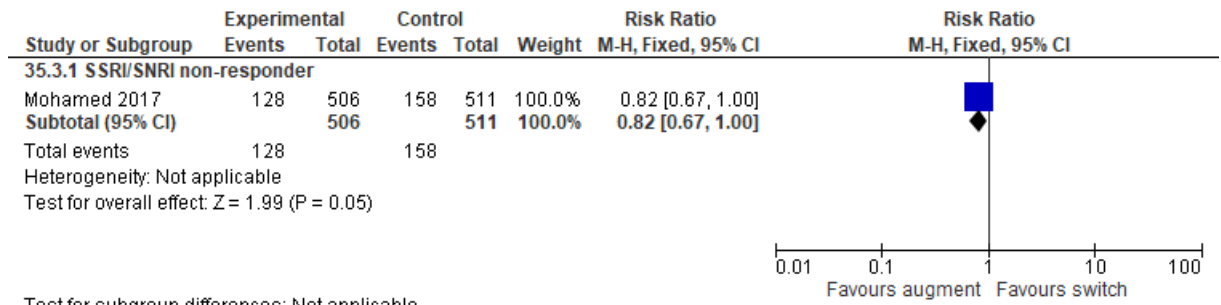 Experimental Control Risk Ratio Risk Ratio
Study or Subgroup Events Total Events Total Weight M-H, Fixed, 95% CI M-H, Fixed, 95% CI
35.3.1 SSRI/SNRI non-responder
Mohamed 2017 128 506 158 511 100.0% 0.82 [0.67, 1.00]
Subtotal (95% CI) 506 511 100.0% 0.82 [0.67, 1.00]
Total events 128 158
Heterogeneity: Not applicable
Test for overall effect: Z = 1.99 (P = 0.05)
0.01 0.1 1 10 100
Favours augment Favours switch
Test for subgroup differences: Not applicable